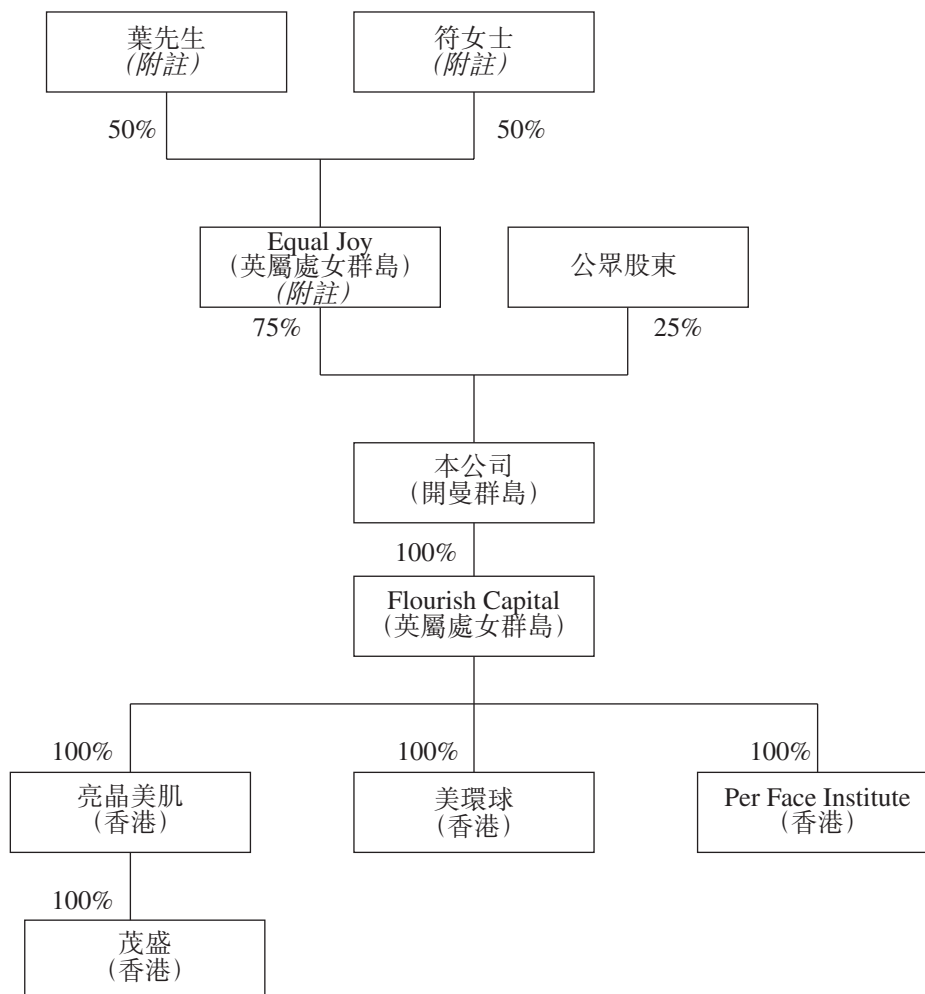 葉先生
(附註)
符女士
(附註)
50%
50%
Equal Joy
（英屬處女群島）
(附註)
公眾股東
75%
25%
本公司
（開曼群島）
100%
Flourish Capital
（英屬處女群島）
100%
100%
100%
亮晶美肌
（香港）
美環球
（香港）
Per Face Institute
（香港）
100%
茂盛
（香港）